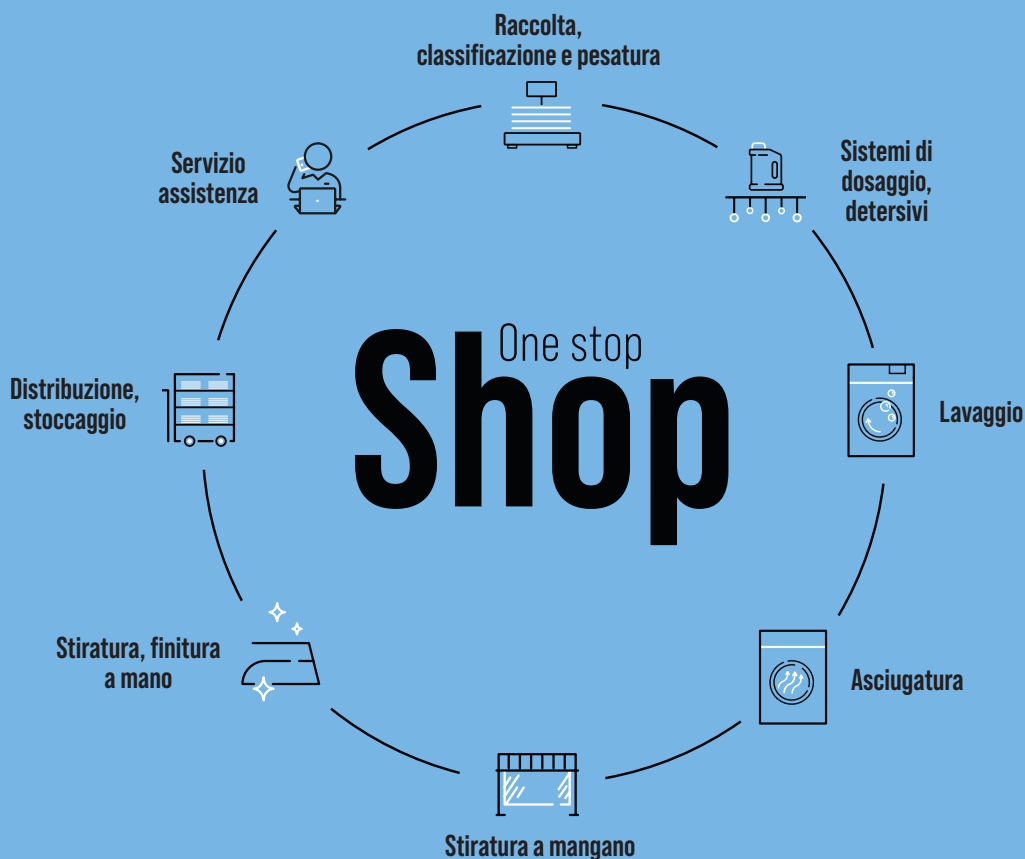 Raccolta,
classificazione e pesatura
Sistemi di
dosaggio,
detersivi
Lavaggio
Asciugatura
Stiratura a mangano
Stiratura, finitura
a mano
Distribuzione,
stoccaggio
Servizio
assistenza
One stop
Shop